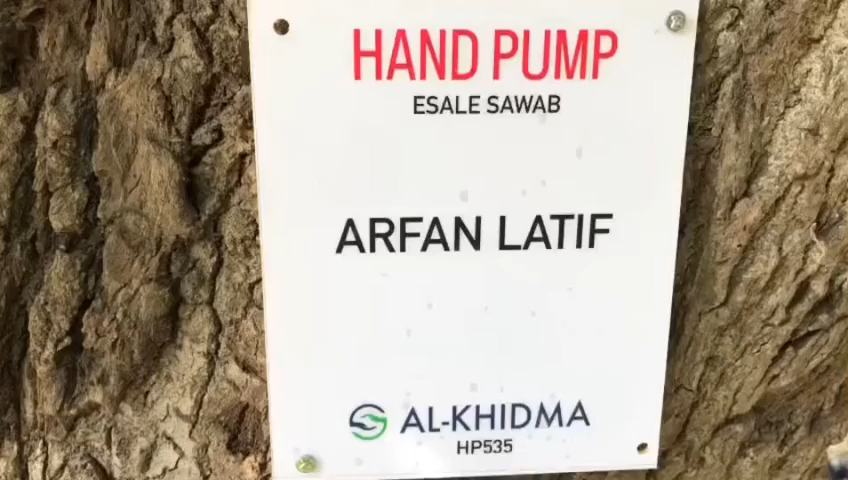 HAND PUMP
ESALE SAWAB
ARFAN LATIF
AL-KHIDMA
HP535